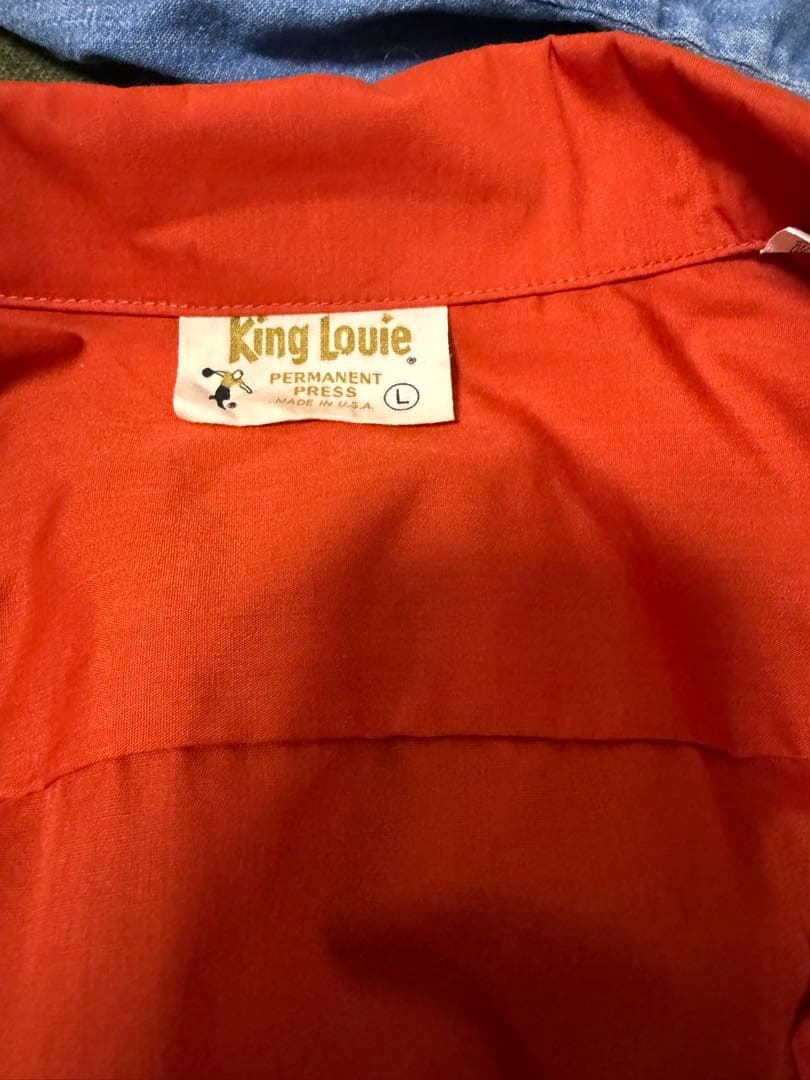 King Louie ®
PERMANENT
PRESS
MADE IN U.S.A.
L